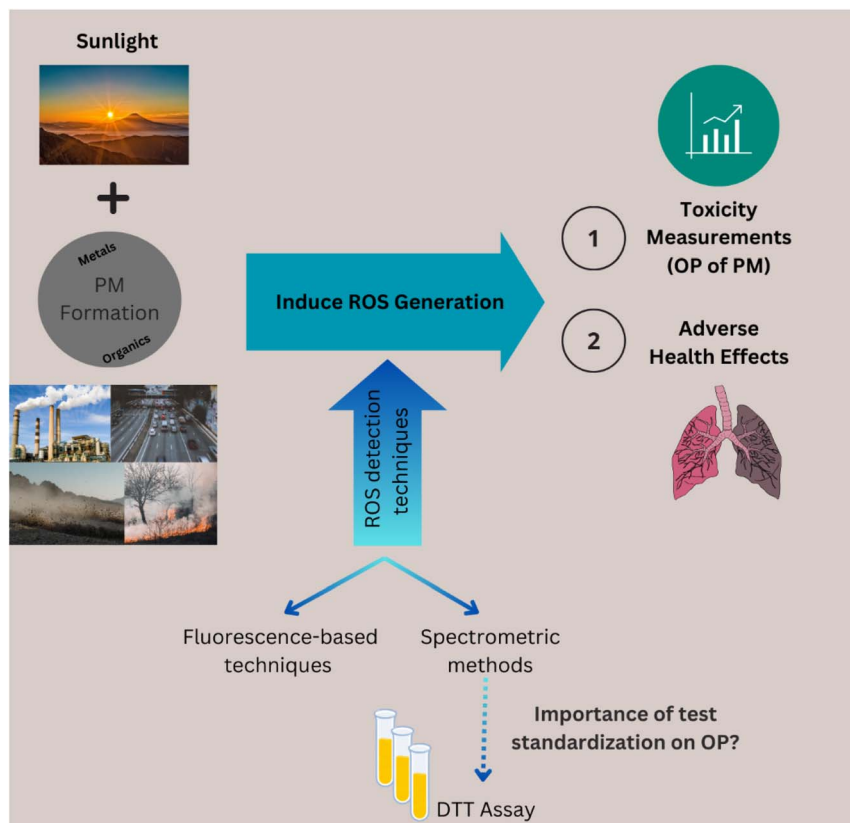 Sunlight
Metals
PM
Formation
Organics
Induce ROS Generation
1
Toxicity
Measurements
(OP of PM)
2
Adverse
Health Effects
ROS detection
techniques
Fluorescence-based
techniques
Spectrometric
methods
Importance of test
standardization on OP?
DTT Assay